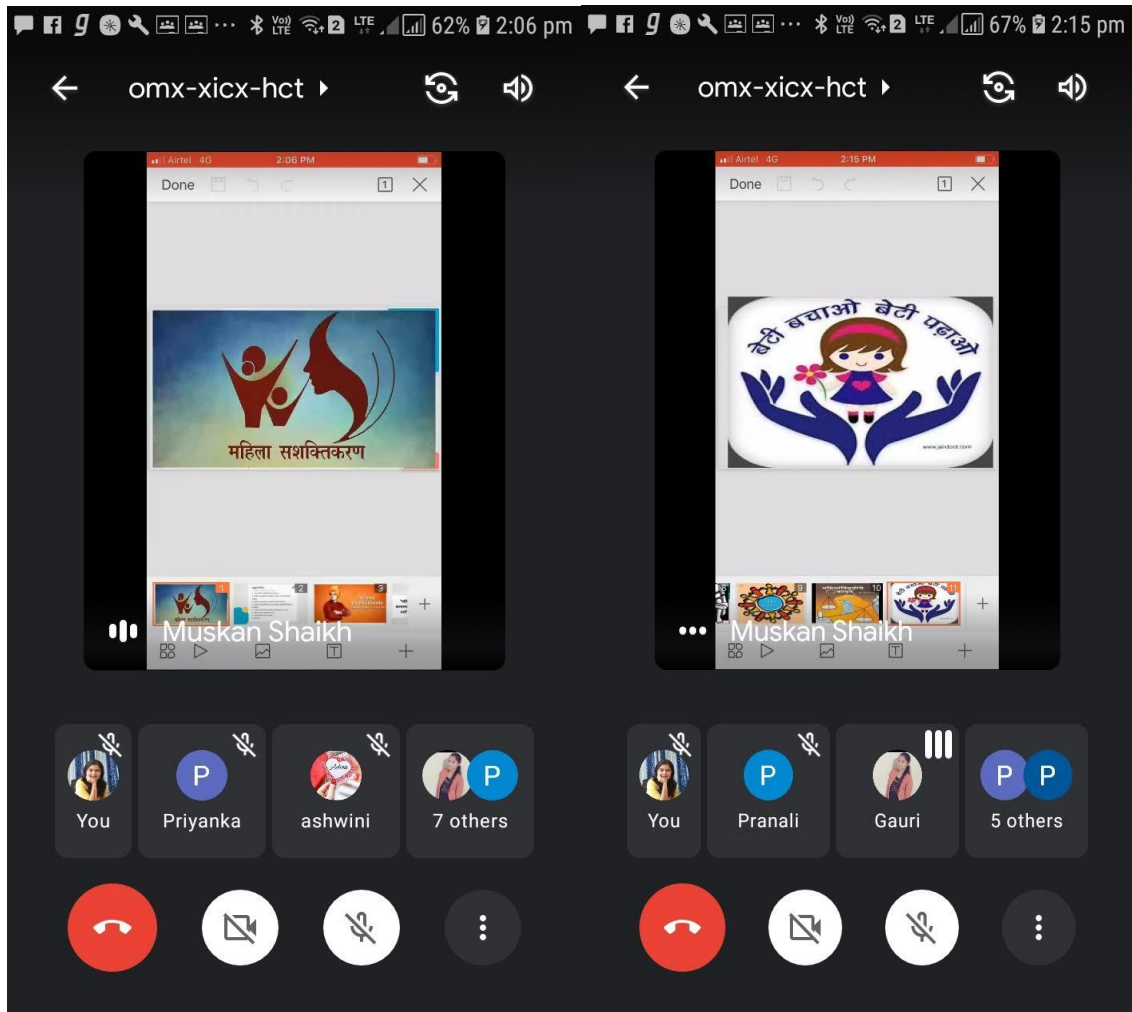 62% 2:06 pm
omx-xicx-hct
Airtel 4G 2:06 PM
Done 1
महिला सशक्तिकरण
1 2 3
Muskan Shaikh
You
P
Priyanka
ashwini
P
7 others
67% 2:15 pm
omx-xicx-hct
Airtel 4G 2:15 PM
Done 1
बेटी बचाओ बेटी पढ़ाओ
9 10 11
Muskan Shaikh
You
P
Pranali
Gauri
P P
5 others